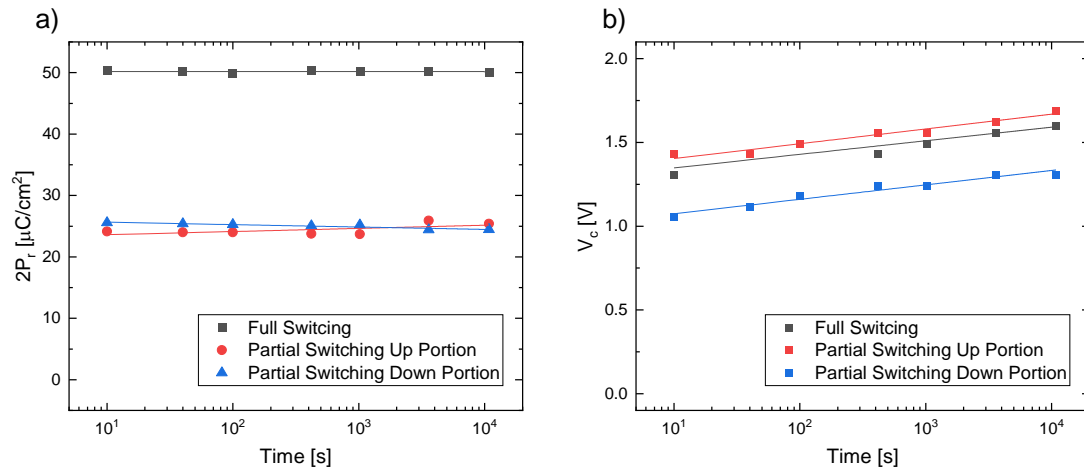 a)
50
40
30
20
10
0
2Pr [μC/cm²]
Full Switcing
Partial Switching Up Portion
Partial Switching Down Portion
10¹
10²
10³
10⁴
Time [s]
b)
2.0
1.5
1.0
0.5
0.0
Vc [V]
Full Switcing
Partial Switching Up Portion
Partial Switching Down Portion
10¹
10²
10³
10⁴
Time [s]